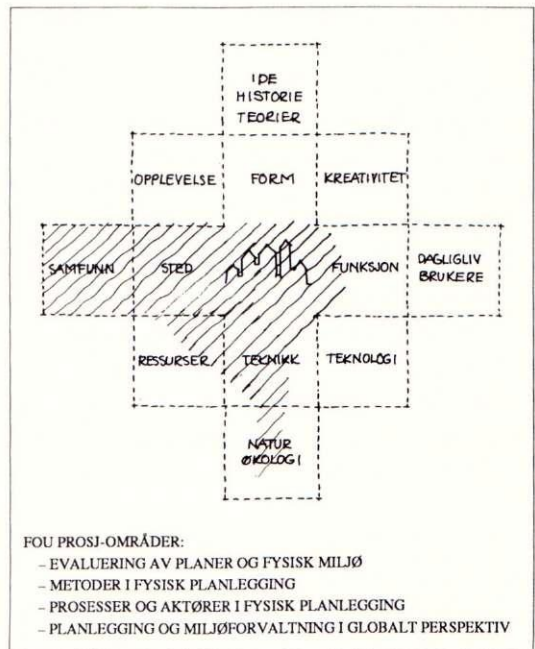 IDE
HISTORIE
TEORIER
OPPLEVELSE
FORM
KREATIVITET
SAMFUNN
STED
FUNKSJON
DAGLIGLIV
BRUKERE
RESSURSER
TEKNIKK
TEKNOLOGI
NATUR
ØKOLOGI
FOU PROSJ-OMRÅDER:
– EVALUERING AV PLANER OG FYSISK MILJØ
– METODER I FYSISK PLANLEGGING
– PROSESSER OG AKTØRER I FYSISK PLANLEGGING
– PLANLEGGING OG MILJØFORVALTNING I GLOBALT PERSPEKTIV